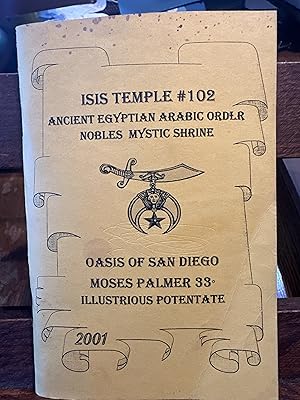 ISIS TEMPLE #102
ANCIENT EGYPTIAN ARABIC ORDER
NOBLES MYSTIC SHRINE
OASIS OF SAN DIEGO
MOSES PALMER 33°
ILLUSTRIOUS POTENTATE
2001